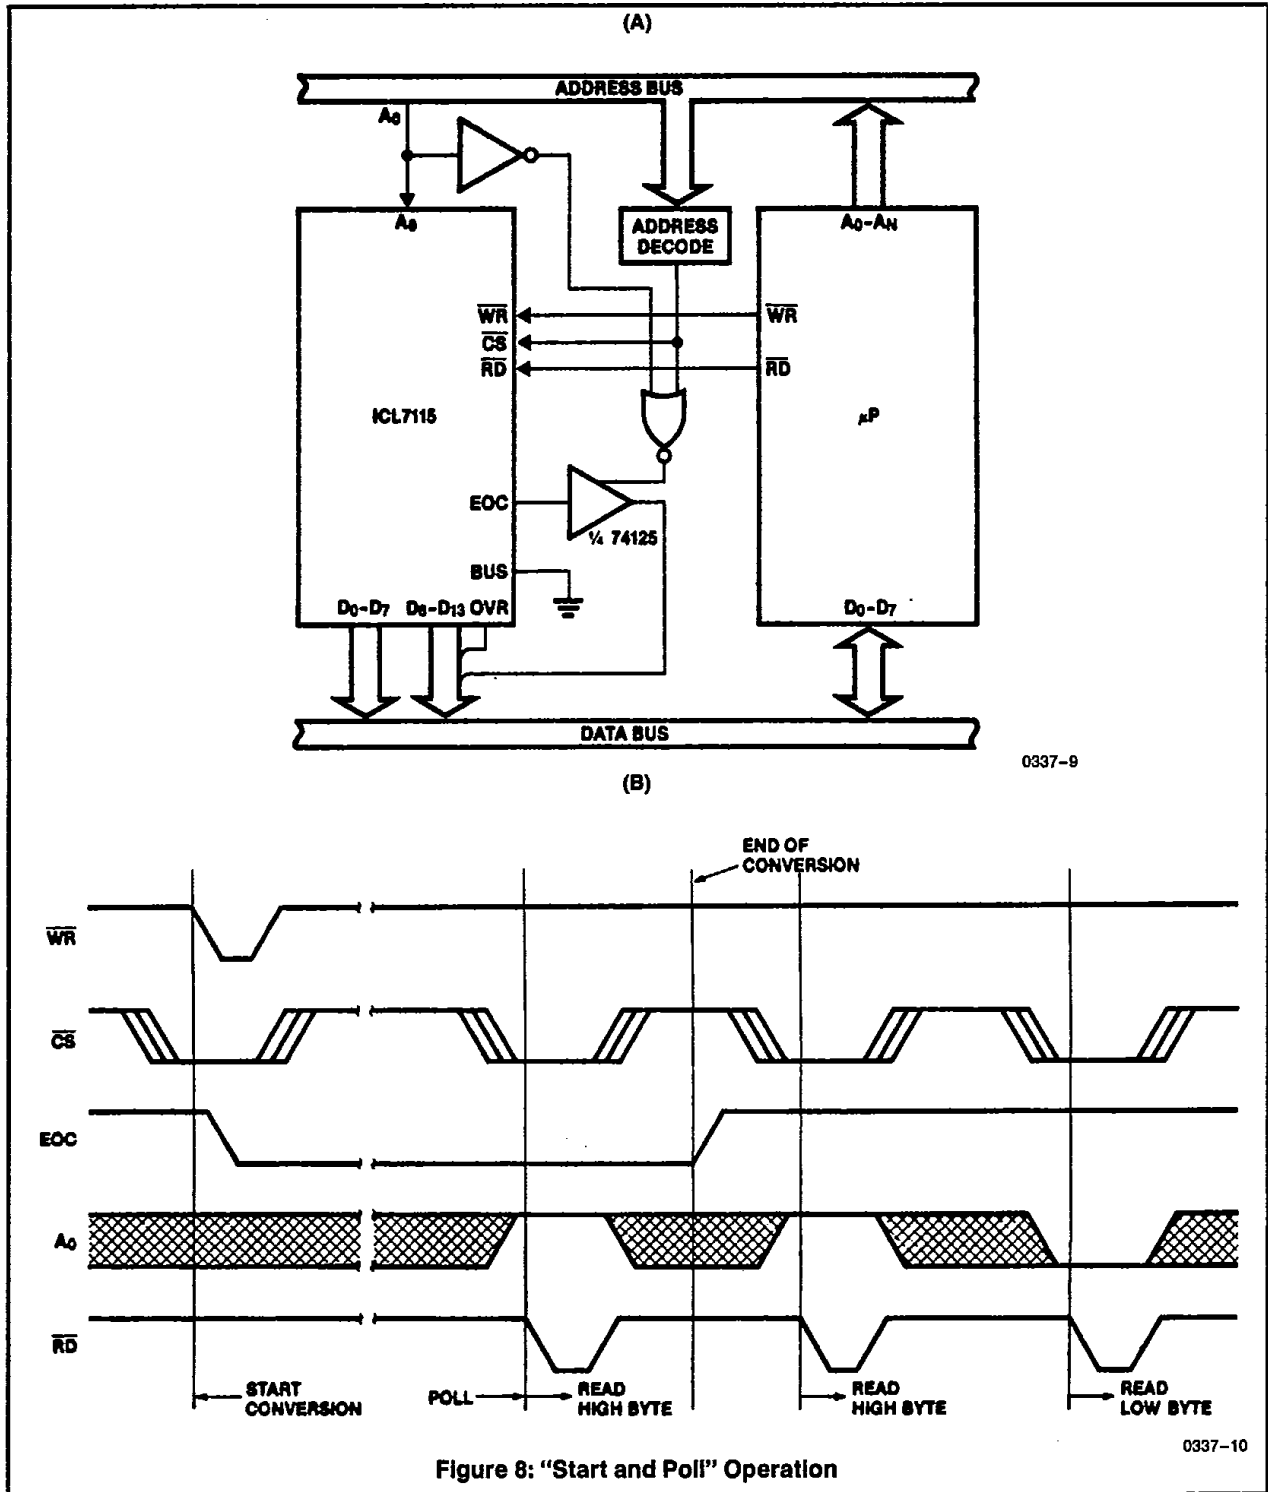 (A)
ADDRESS BUS
A0
A0
ADDRESS
DECODE
A0-AN
WR
CS
RD
WR
RD
ICL7115
μP
EOC
¼ 74125
BUS
D0-D7 D8-D13 OVR
D0-D7
DATA BUS
0337-9
(B)
END OF
CONVERSION
WR
CS
EOC
A0
RD
START
CONVERSION
POLL
READ
HIGH BYTE
READ
HIGH BYTE
READ
LOW BYTE
0337-10
Figure 8: "Start and Poll" Operation